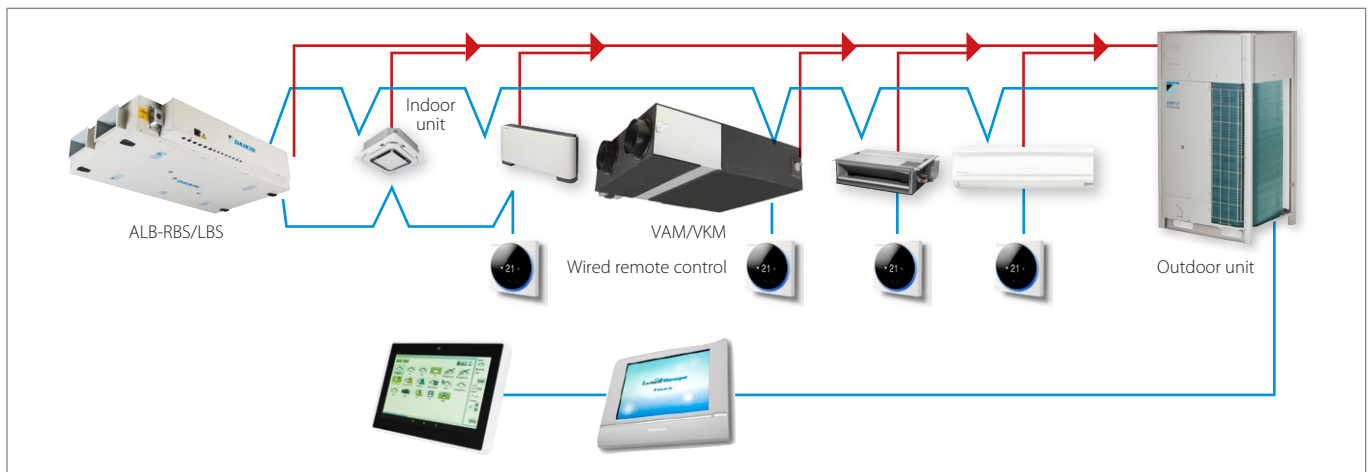 DAIKIN
Indoor
unit
ALB-RBS/LBS
VAM/VKM
Wired remote control
21
21
21
21
Outdoor unit